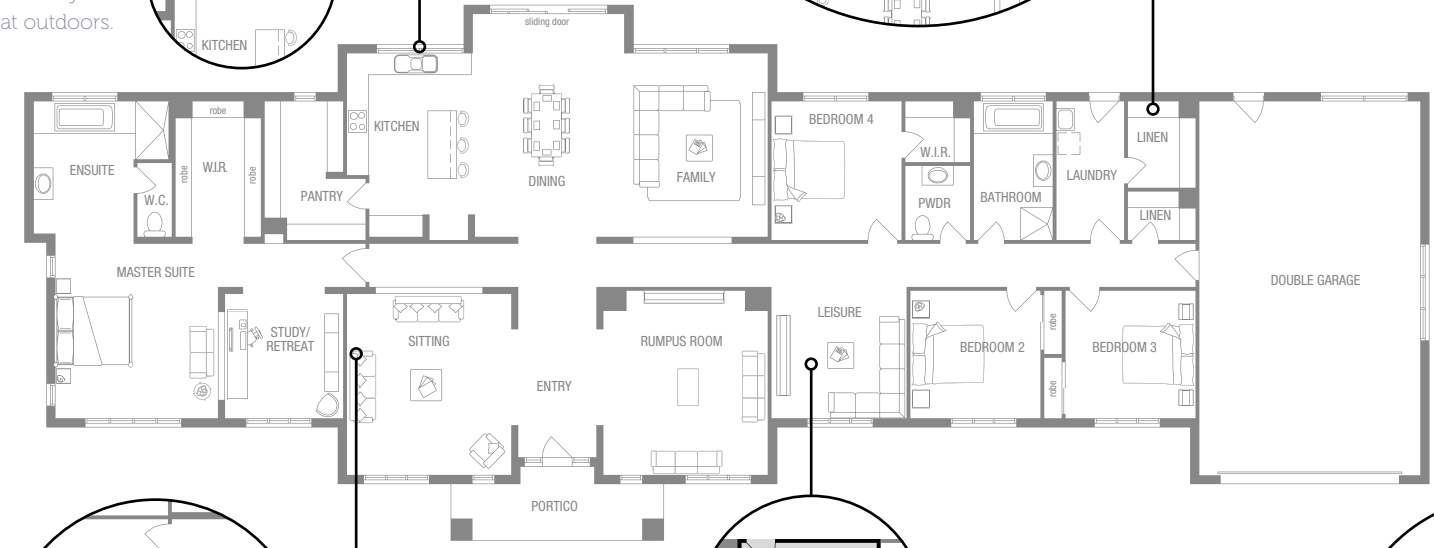 at outdoors.
KITCHEN
sliding door
robe
KITCHEN
BEDROOM 4
LINEN
ENSUITE
W.I.R.
robe
robe
W.C.
PANTRY
DINING
FAMILY
W.I.R.
PWDR
BATHROOM
LAUNDRY
LINEN
MASTER SUITE
DOUBLE GARAGE
STUDY/
RETREAT
SITTING
ENTRY
RUMPUS ROOM
LEISURE
BEDROOM 2
robe
robe
BEDROOM 3
PORTICO